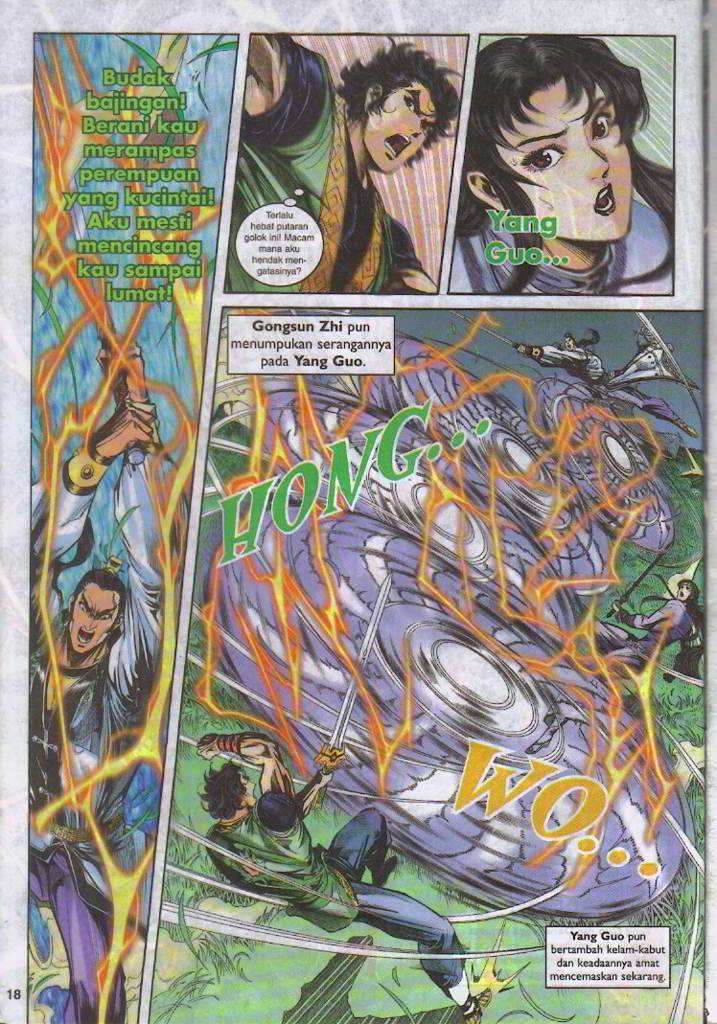 Budak
bajingan!
Berani kau
merampas
perempuan
yang kucintai!
Aku mesti
mencincang
kau sampai
lumat!
Terlalu
hebat putaran
golok ini! Macam
mana aku
hendak men-
gatasinya?
Yang
Guo...
Gongsun Zhi pun
menumpukan serangannya
pada Yang Guo.
HONG...
WO...
Yang Guo pun
bertambah kelam-kabut
dan keadaannya amat
mencemaskan sekarang.
18